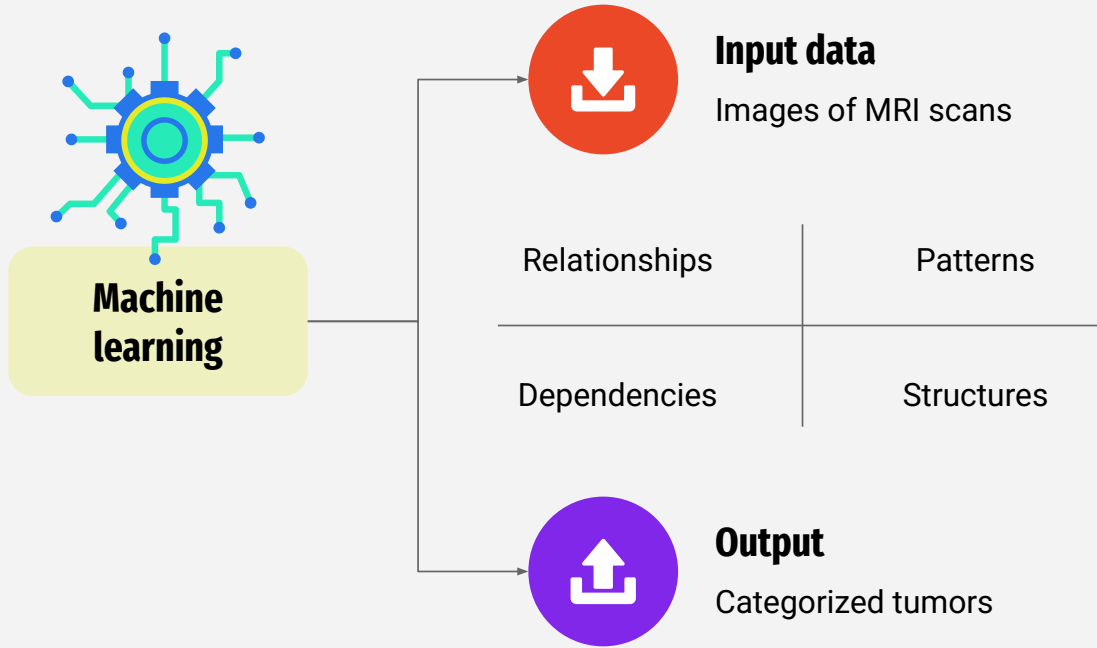 Input data
Images of MRI scans
Machine
learning
Relationships
Patterns
Dependencies
Structures
Output
Categorized tumors